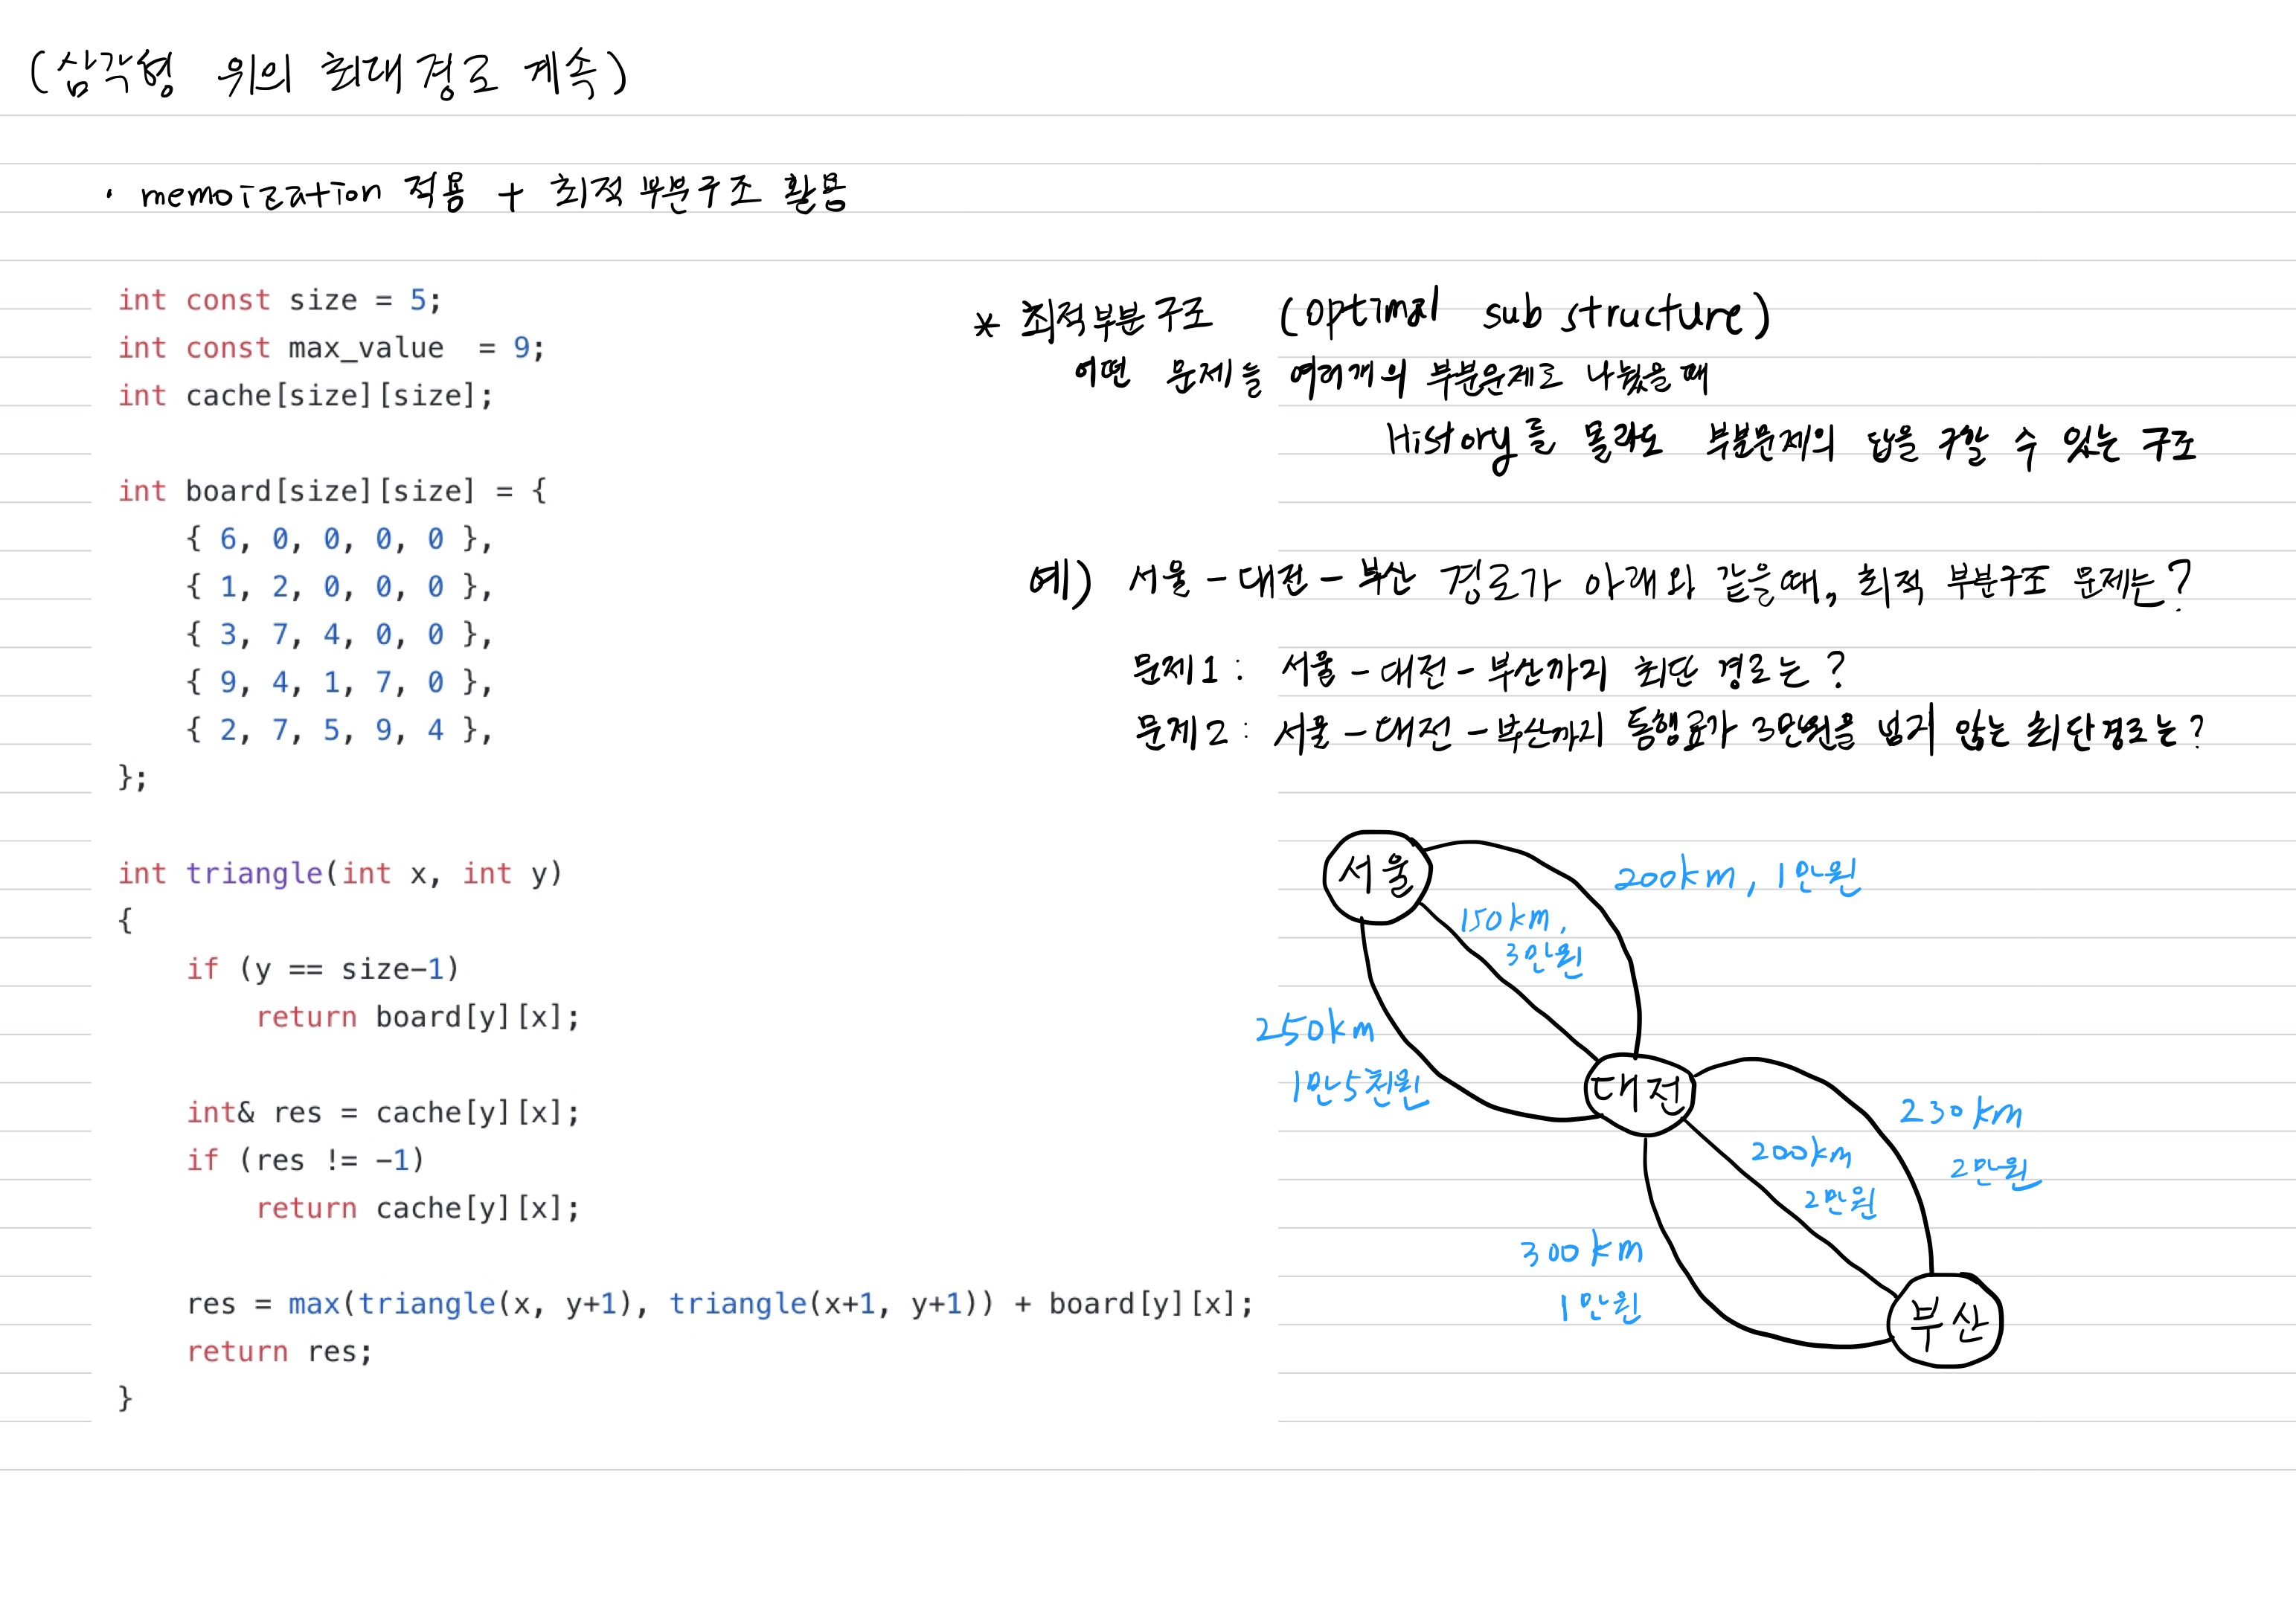 (삼각형 위의 최대경로 계속)
· memoization 적용 + 최적 부분구조 활용
int const size = 5;
int const max_value  = 9;
int cache[size][size];
int board[size][size] = {
    { 6, 0, 0, 0, 0 },
    { 1, 2, 0, 0, 0 },
    { 3, 7, 4, 0, 0 },
    { 9, 4, 1, 7, 0 },
    { 2, 7, 5, 9, 4 },
};
int triangle(int x, int y)
{
    if (y == size-1)
        return board[y][x];
    int& res = cache[y][x];
    if (res != -1)
        return cache[y][x];
    res = max(triangle(x, y+1), triangle(x+1, y+1)) + board[y][x];
    return res;
}
* 최적부분구조 (optimal sub structure)
어떤 문제를 여러개의 부분문제로 나눴을 때
History를 몰라도 부분문제의 답을 구할 수 있는 구조
예) 서울 - 대전 - 부산 경로가 아래와 같을때, 최적 부분구조 문제는?
문제1 : 서울 - 대전 - 부산까지 최단 경로는?
문제2 : 서울 - 대전 - 부산까지 통행료가 3만원을 넘지 않는 최단경로는?
서울
200km, 1만원
150km,
3만원
250km
1만5천원
대전
230km
2만원
200km
2만원
300km
1만원
부산